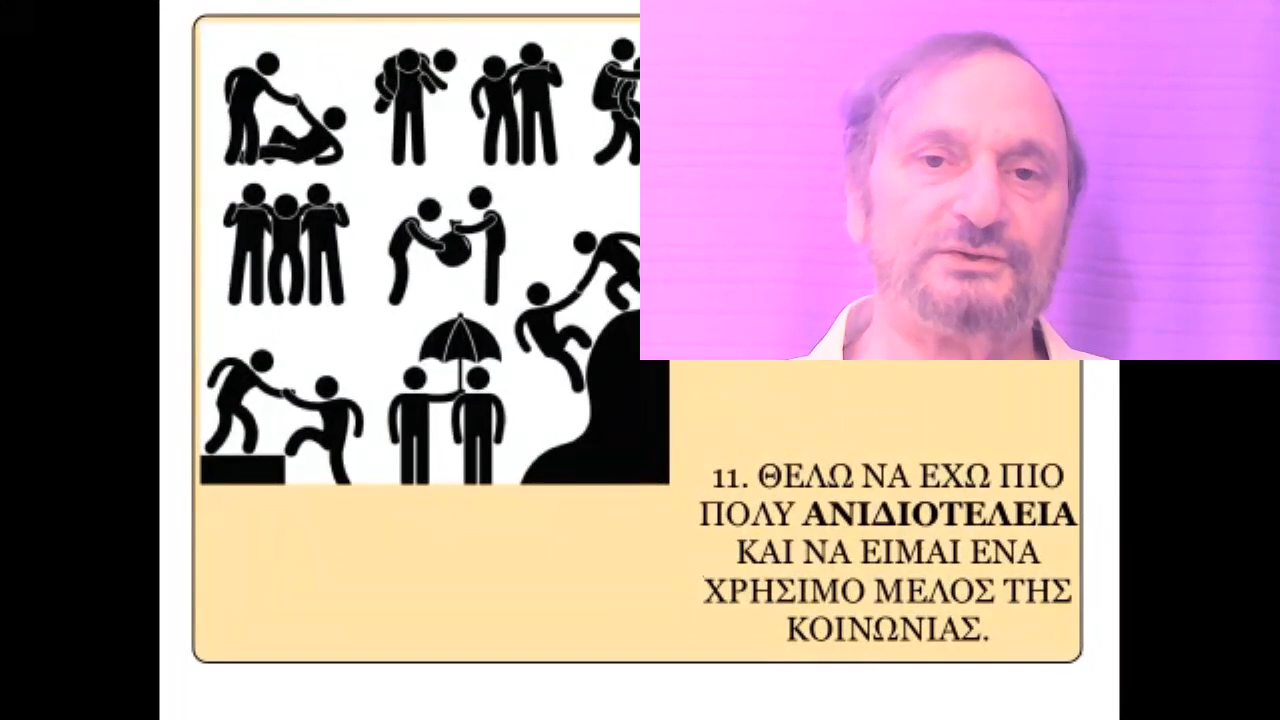 11. ΘΕΛΩ ΝΑ ΕΧΩ ΠΙΟ
ΠΟΛΥ ΑΝΙΔΙΟΤΕΛΕΙΑ
ΚΑΙ ΝΑ ΕΙΜΑΙ ΕΝΑ
ΧΡΗΣΙΜΟ ΜΕΛΟΣ ΤΗΣ
ΚΟΙΝΩΝΙΑΣ.